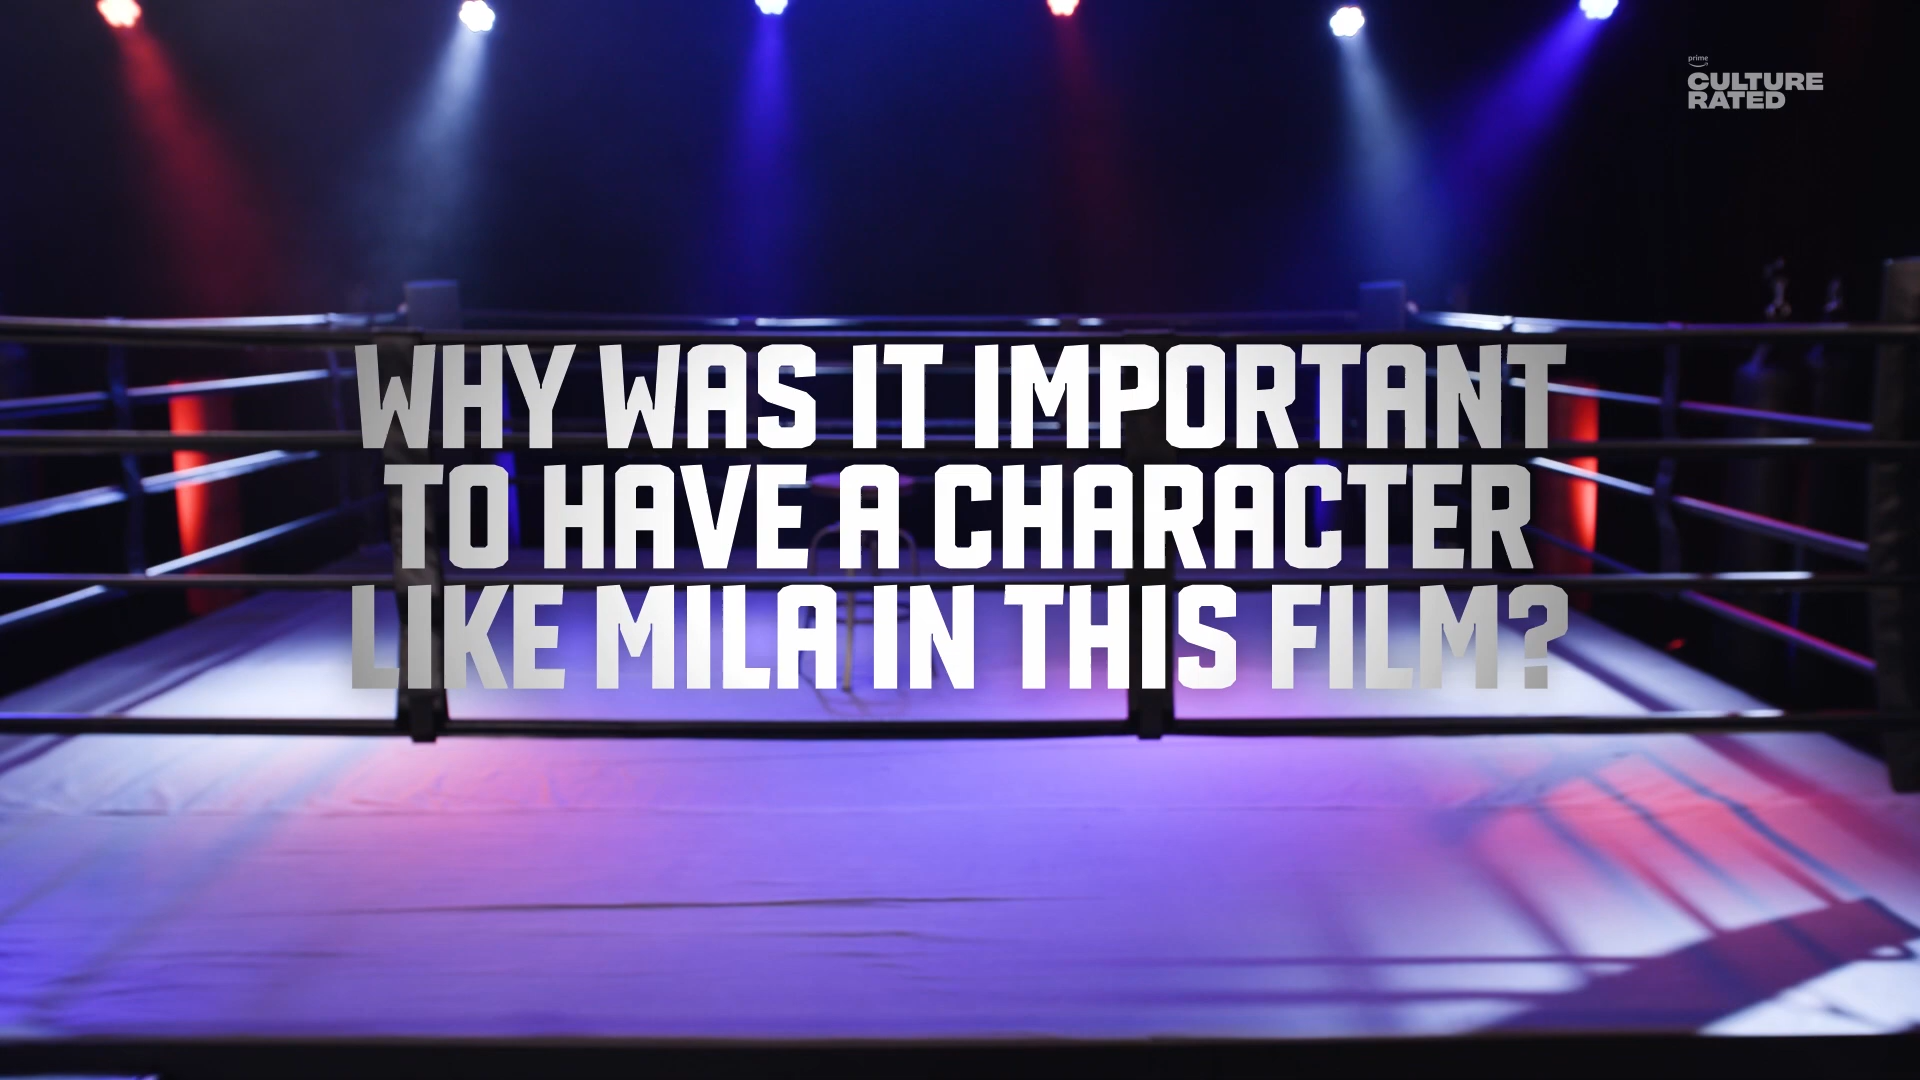 prime
CULTURE
RATED
WHY WAS IT IMPORTANT
TO HAVE A CHARACTER
LIKE MILA IN THIS FILM?